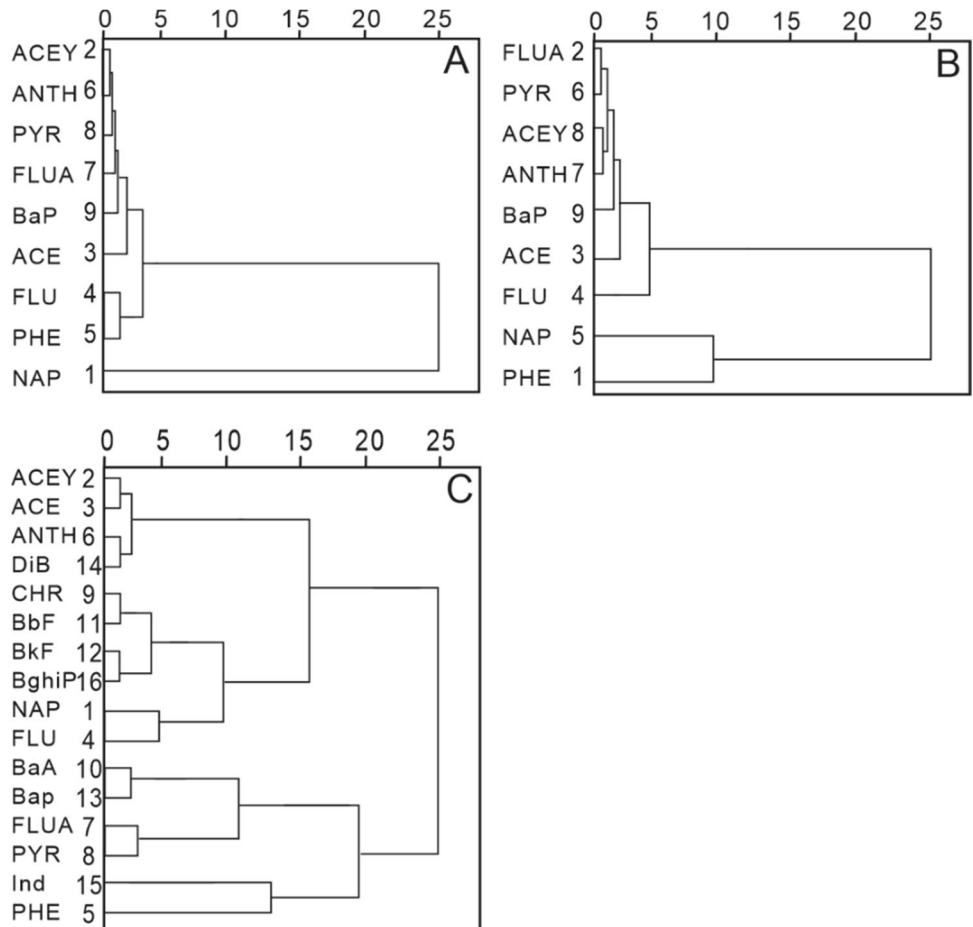 0 5 10 15 20 25
A
ACEY 2
ANTH 6
PYR 8
FLUA 7
BaP 9
ACE 3
FLU 4
PHE 5
NAP 1
0 5 10 15 20 25
B
FLUA 2
PYR 6
ACEY 8
ANTH 7
BaP 9
ACE 3
FLU 4
NAP 5
PHE 1
0 5 10 15 20 25
C
ACEY 2
ACE 3
ANTH 6
DiB 14
CHR 9
BbF 11
BkF 12
BghiP 16
NAP 1
FLU 4
BaA 10
Bap 13
FLUA 7
PYR 8
Ind 15
PHE 5